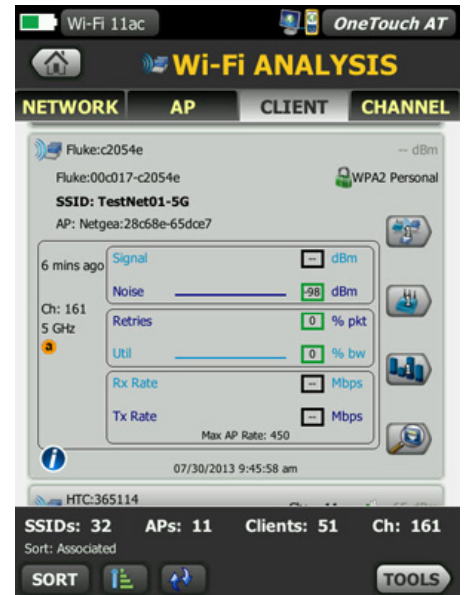 Wi-Fi 11ac
OneTouch AT
Wi-Fi ANALYSIS
NETWORK AP CLIENT CHANNEL
Fluke:c2054e -- dBm
Fluke:00c017-c2054e WPA2 Personal
SSID: TestNet01-5G
AP: Netgea:28c68e-65dce7
6 mins ago
Ch: 161
5 GHz
a
Signal -- dBm
Noise -98 dBm
Retries 0 % pkt
Util 0 % bw
Rx Rate -- Mbps
Tx Rate -- Mbps
Max AP Rate: 450
i
07/30/2013 9:45:58 am
HTC:365114
SSIDs: 32 APs: 11 Clients: 51 Ch: 161
Sort: Associated
SORT TOOLS